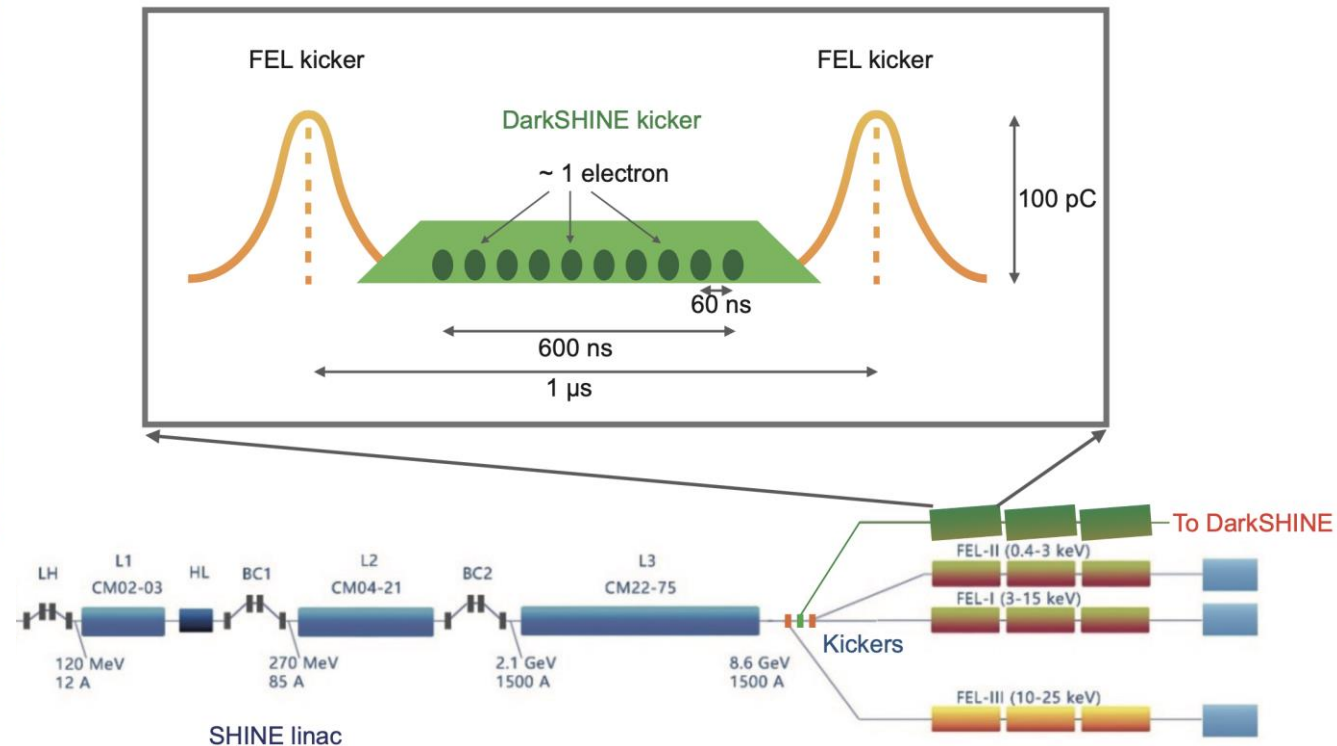 FEL kicker
FEL kicker
DarkSHINE kicker
~ 1 electron
100 pC
60 ns
600 ns
1 µs
To DarkSHINE
FEL-II (0.4-3 keV)
LH
L1
CM02-03
HL
BC1
L2
CM04-21
BC2
L3
CM22-75
FEL-I (3-15 keV)
Kickers
120 MeV
12 A
270 MeV
85 A
2.1 GeV
1500 A
8.6 GeV
1500 A
FEL-III (10-25 keV)
SHINE linac